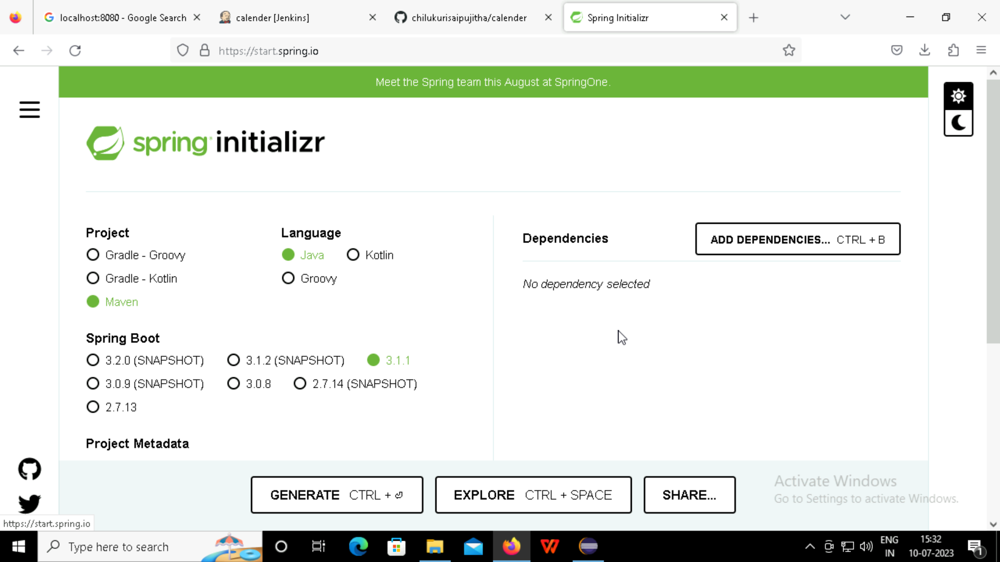 localhost:8080 - Google Search
calender [Jenkins]
chilukurisaipujitha/calender
Spring Initializr
https://start.spring.io
Meet the Spring team this August at SpringOne.
spring initializr
Project
Language
Dependencies
ADD DEPENDENCIES... CTRL + B
Gradle - Groovy
Java
Kotlin
Gradle - Kotlin
Groovy
No dependency selected
Maven
Spring Boot
3.2.0 (SNAPSHOT)
3.1.2 (SNAPSHOT)
3.1.1
3.0.9 (SNAPSHOT)
3.0.8
2.7.14 (SNAPSHOT)
2.7.13
Project Metadata
GENERATE CTRL + ⏎
EXPLORE CTRL + SPACE
SHARE...
Activate Windows
Go to Settings to activate Windows.
https://start.spring.io
Type here to search
ENG
IN
15:32
10-07-2023
1